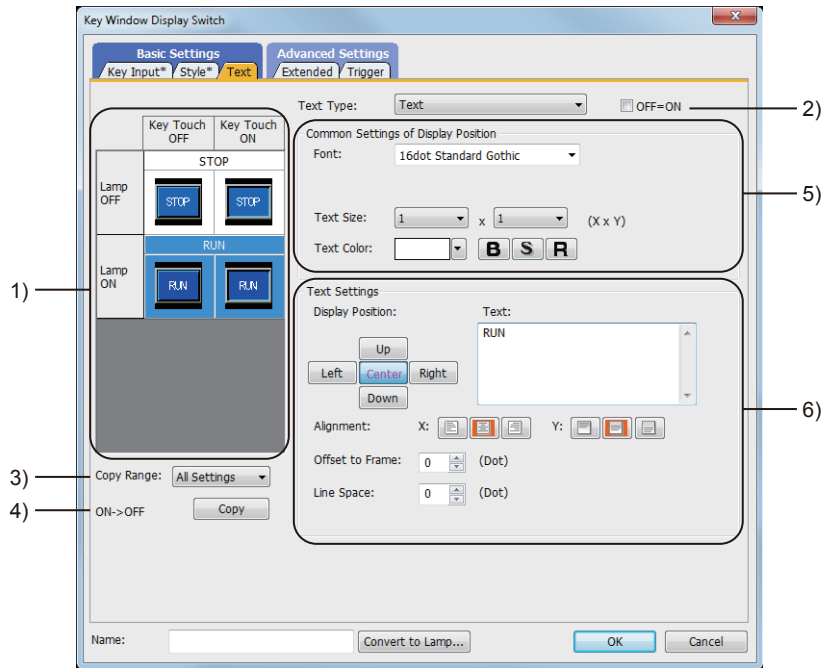 Key Window Display Switch
Basic Settings Advanced Settings
Key Input* Style* Text Extended Trigger
Text Type: Text OFF=ON
2)
Key Touch OFF Key Touch ON
STOP
Lamp OFF STOP STOP
RUN
Lamp ON RUN RUN
1)
Common Settings of Display Position
Font: 16dot Standard Gothic
5)
Text Size: 1 x 1 (X x Y)
Text Color: B S R
Text Settings
Display Position: Text:
RUN
Up
Left Center Right
Down
6)
Alignment: X: Y:
Offset to Frame: 0 (Dot)
Line Space: 0 (Dot)
3) Copy Range: All Settings
4) ON->OFF Copy
Name: Convert to Lamp... OK Cancel